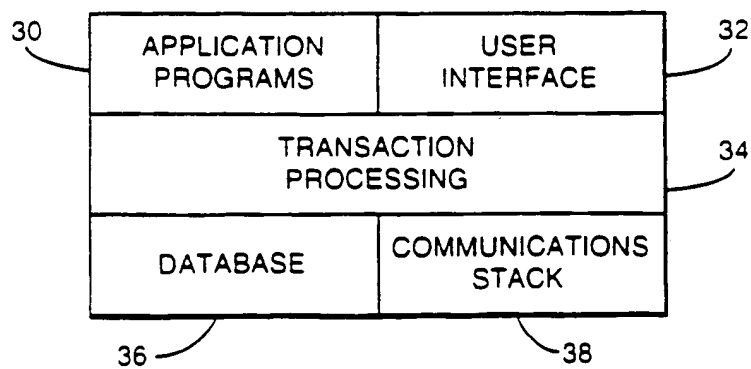 30
APPLICATION
PROGRAMS
USER
INTERFACE
32
TRANSACTION
PROCESSING
34
DATABASE
COMMUNICATIONS
STACK
36
38